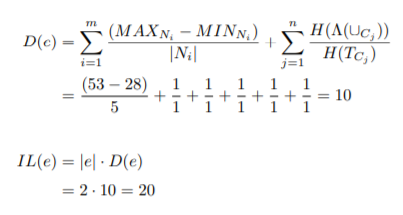 D(c) = \sum_{i=1}^{m} \frac{(MAX_{N_i} - MIN_{N_i})}{|N_i|} + \sum_{j=1}^{n} \frac{H(\Lambda(\cup_{C_j}))}{H(T_{C_j})}
= \frac{(53 - 28)}{5} + \frac{1}{1} + \frac{1}{1} + \frac{1}{1} + \frac{1}{1} + \frac{1}{1} = 10
IL(e) = |e| \cdot D(e)
= 2 \cdot 10 = 20